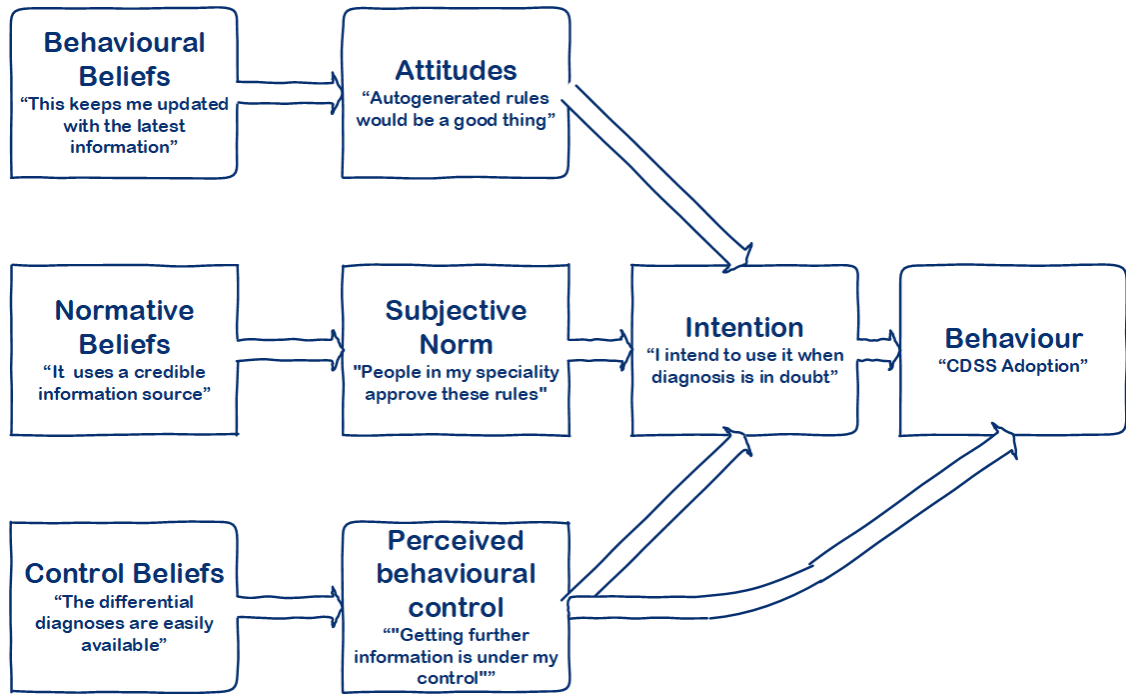 Behavioural
Beliefs
“This keeps me updated
with the latest
information”
Attitudes
“Autogenerated rules
would be a good thing”
Normative
Beliefs
“It  uses a credible
information source”
Subjective
Norm
"People in my speciality
approve these rules"
Intention
“I intend to use it when
diagnosis is in doubt”
Behaviour
“CDSS Adoption”
Control Beliefs
“The differential
diagnoses are easily
available”
Perceived
behavioural
control
“"Getting further
information is under my
control"”